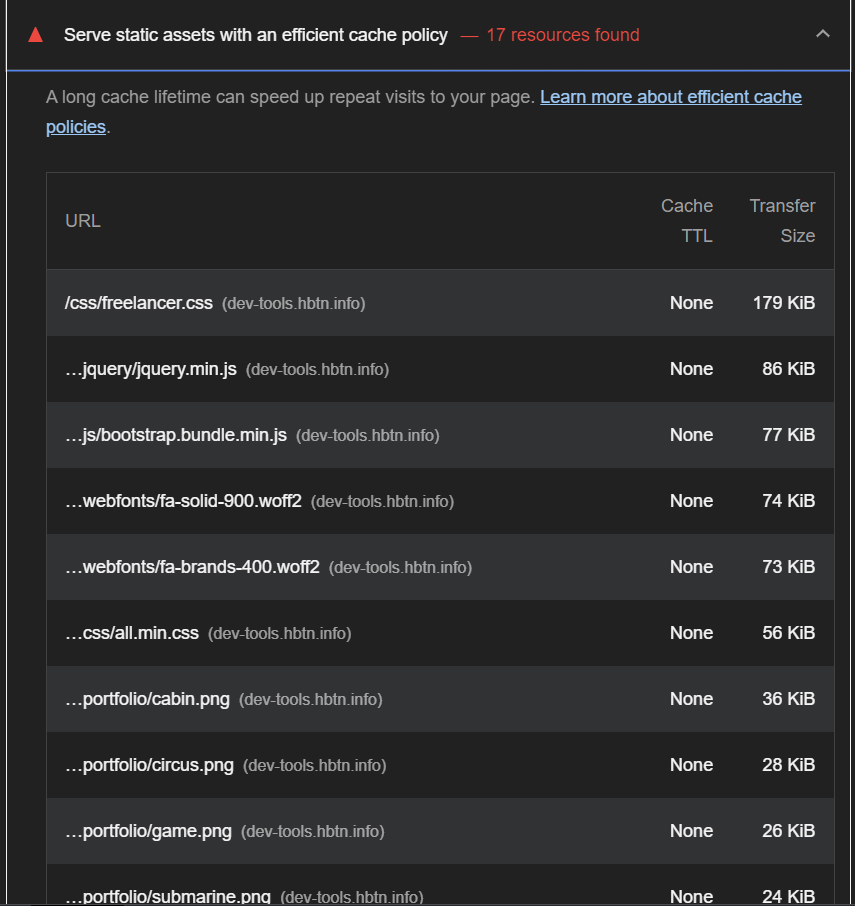 Serve static assets with an efficient cache policy — 17 resources found
A long cache lifetime can speed up repeat visits to your page. Learn more about efficient cache
policies.
URL Cache TTL Transfer Size
/css/freelancer.css (dev-tools.hbtn.info) None 179 KiB
…jquery/jquery.min.js (dev-tools.hbtn.info) None 86 KiB
…js/bootstrap.bundle.min.js (dev-tools.hbtn.info) None 77 KiB
…webfonts/fa-solid-900.woff2 (dev-tools.hbtn.info) None 74 KiB
…webfonts/fa-brands-400.woff2 (dev-tools.hbtn.info) None 73 KiB
…css/all.min.css (dev-tools.hbtn.info) None 56 KiB
…portfolio/cabin.png (dev-tools.hbtn.info) None 36 KiB
…portfolio/circus.png (dev-tools.hbtn.info) None 28 KiB
…portfolio/game.png (dev-tools.hbtn.info) None 26 KiB
…portfolio/submarine.png (dev-tools.hbtn.info) None 24 KiB